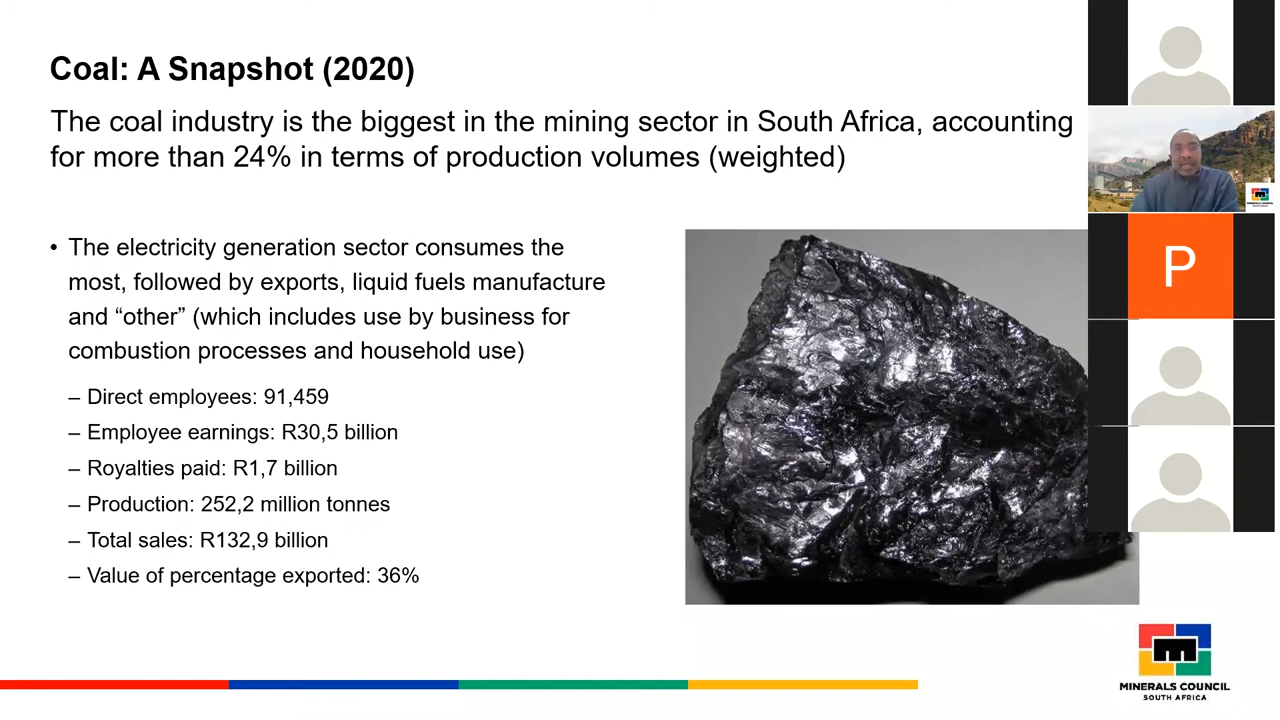 Coal: A Snapshot (2020)
The coal industry is the biggest in the mining sector in South Africa, accounting
for more than 24% in terms of production volumes (weighted)
• The electricity generation sector consumes the
most, followed by exports, liquid fuels manufacture
and “other” (which includes use by business for
combustion processes and household use)
– Direct employees: 91,459
– Employee earnings: R30,5 billion
– Royalties paid: R1,7 billion
– Production: 252,2 million tonnes
– Total sales: R132,9 billion
– Value of percentage exported: 36%
P
m
MINERALS COUNCIL
SOUTH AFRICA